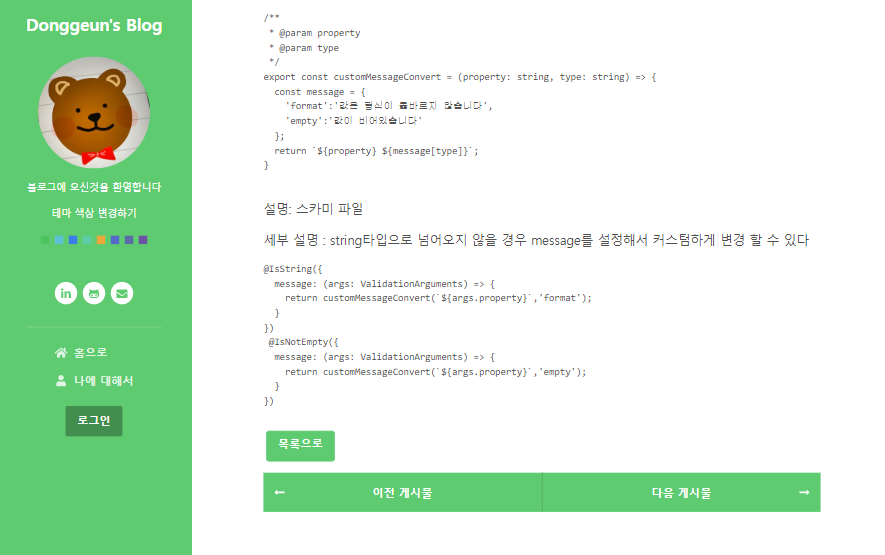 Donggeun's Blog
블로그에 오신것을 환영합니다
테마 색상 변경하기
홈으로
나에 대해서
로그인
/**
 * @param property
 * @param type
 */
export const customMessageConvert = (property: string, type: string) => {
  const message = {
    'format':'값은 형식이 올바르지 않습니다',
    'empty':'값이 비어있습니다'
  };
  return `${property} ${message[type]}`;
}
설명: 스카미 파일
세부 설명 : string타입으로 넘어오지 않을 경우 message를 설정해서 커스텀하게 변경 할 수 있다
@IsString({
  message: (args: ValidationArguments) => {
    return customMessageConvert(`${args.property}`,'format');
  }
})
 @IsNotEmpty({
  message: (args: ValidationArguments) => {
    return customMessageConvert(`${args.property}`,'empty');
  }
})
목록으로
이전 게시물
다음 게시물